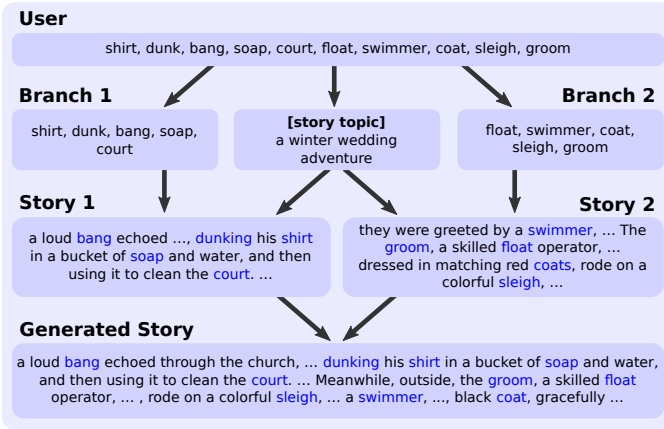 User
shirt, dunk, bang, soap, court, float, swimmer, coat, sleigh, groom
Branch 1
Branch 2
shirt, dunk, bang, soap,
court
[story topic]
a winter wedding
adventure
float, swimmer, coat,
sleigh, groom
Story 1
Story 2
a loud bang echoed ..., dunking his shirt
in a bucket of soap and water, and then
using it to clean the court. ...
they were greeted by a swimmer, ... The
groom, a skilled float operator, ...
dressed in matching red coats, rode on a
colorful sleigh, ...
Generated Story
a loud bang echoed through the church, ... dunking his shirt in a bucket of soap and water,
and then using it to clean the court. ... Meanwhile, outside, the groom, a skilled float
operator, ... , rode on a colorful sleigh, ... a swimmer, ..., black coat, gracefully ...